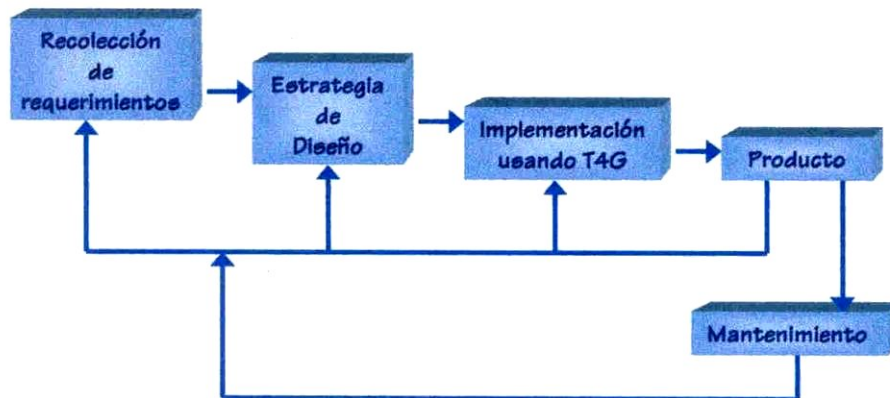 Recolección
de
requerimientos
Estrategia
de
Diseño
Implementación
usando T4G
Producto
Mantenimiento